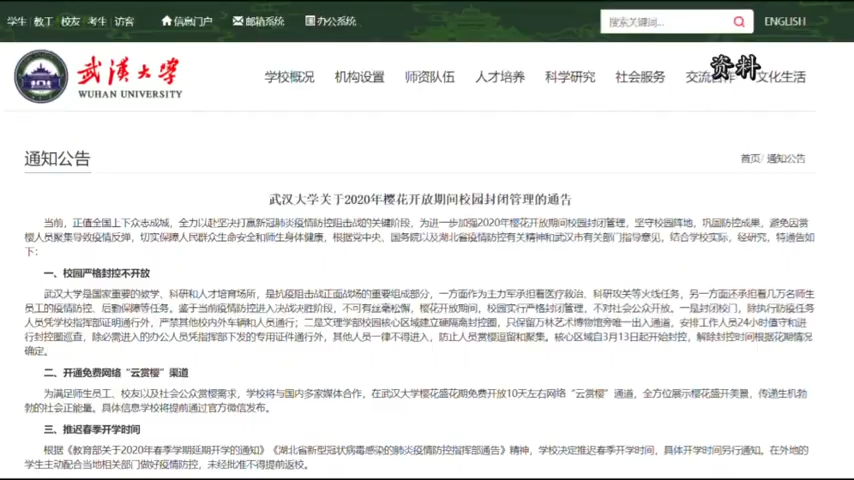 学生 教工 校友 考生 访客 信息门户 邮箱系统 办公系统 搜索关键词... ENGLISH
武汉大学
WUHAN UNIVERSITY
学校概况 机构设置 师资队伍 人才培养 科学研究 社会服务 交流合作 文化生活
资料
通知公告
首页/ 通知公告
武汉大学关于2020年樱花开放期间校园封闭管理的通告
当前，正值全国上下众志成城，全力以赴坚决打赢新冠肺炎疫情防控阻击战的关键阶段，为进一步加强2020年樱花开放期间校园封闭管理，坚守校园阵地，巩固防控成果，避免因赏
樱人员聚集导致疫情反弹，切实保障人民群众生命安全和师生身体健康，根据党中央、国务院以及湖北省疫情防控有关精神和武汉市有关部门指导意见，结合学校实际，经研究，特通告如
下：
一、校园严格封控不开放
武汉大学是国家重要的教学、科研和人才培育场所，是抗疫阻击战正面战场的重要组成部分，一方面作为主力军承担着医疗救治、科研攻关等火线任务，另一方面还承担着几万名师生
员工的疫情防控、后勤保障等任务。鉴于当前疫情防控进入决战决胜阶段，不可有丝毫松懈，樱花开放期间，校园实行严格封闭管理，不对社会公众开放。一是封闭校门，除执行防疫任务
人员凭学校指挥部证明通行外，严禁其他校内外车辆和人员通行；二是文理学部校园核心区域建立硬隔离封控圈，只保留万林艺术博物馆旁唯一出入通道，安排工作人员24小时值守和进
行封控圈巡查，除必需进入的办公人员凭指挥部下发的专用证件通行外，其他人员一律不得进入，防止人员赏樱逗留和聚集。核心区域自3月13日起开始封控，解除封控时间根据花期情况
确定。
二、开通免费网络“云赏樱”渠道
为满足师生员工、校友以及社会公众赏樱需求，学校将与国内多家媒体合作，在武汉大学樱花盛花期免费开放10天左右网络“云赏樱”通道，全方位展示樱花盛开美景，传递生机勃
勃的社会正能量。具体信息学校将提前通过官方微信发布。
三、推迟春季开学时间
根据《教育部关于2020年春季学期延期开学的通知》《湖北省新型冠状病毒感染的肺炎疫情防控指挥部通告》精神，学校决定推迟春季开学时间，具体开学时间另行通知。在外地的
学生主动配合当地相关部门做好疫情防控，未经批准不得提前返校。